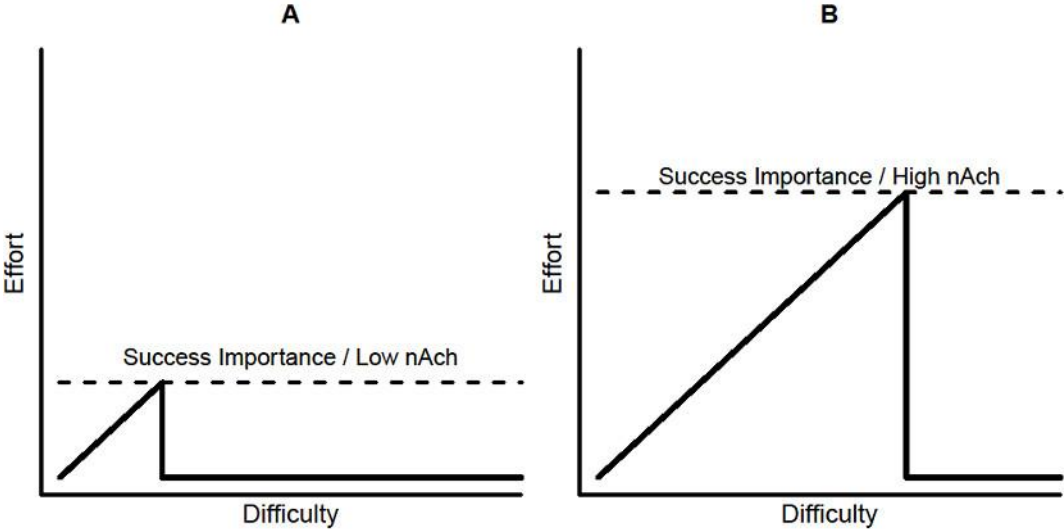 A
B
Success Importance / High nAch
Effort
Effort
Success Importance / Low nAch
Difficulty
Difficulty